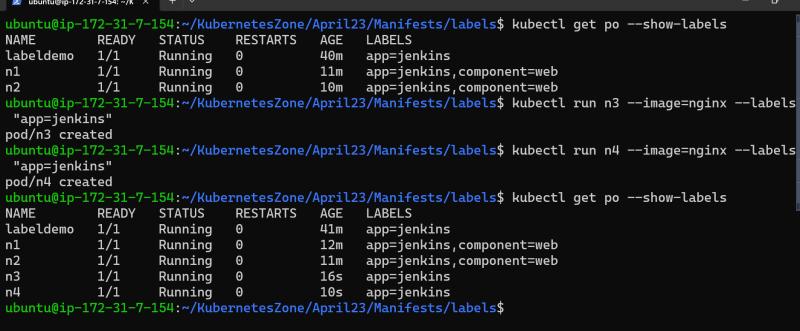 ubuntu@ip-172-31-7-154: ~/K
ubuntu@ip-172-31-7-154:~/KubernetesZone/April23/Manifests/labels$ kubectl get po --show-labels
NAME READY STATUS RESTARTS AGE LABELS
labeldemo 1/1 Running 0 40m app=jenkins
n1 1/1 Running 0 11m app=jenkins,component=web
n2 1/1 Running 0 10m app=jenkins,component=web
ubuntu@ip-172-31-7-154:~/KubernetesZone/April23/Manifests/labels$ kubectl run n3 --image=nginx --labels
"app=jenkins"
pod/n3 created
ubuntu@ip-172-31-7-154:~/KubernetesZone/April23/Manifests/labels$ kubectl run n4 --image=nginx --labels
"app=jenkins"
pod/n4 created
ubuntu@ip-172-31-7-154:~/KubernetesZone/April23/Manifests/labels$ kubectl get po --show-labels
NAME READY STATUS RESTARTS AGE LABELS
labeldemo 1/1 Running 0 41m app=jenkins
n1 1/1 Running 0 12m app=jenkins,component=web
n2 1/1 Running 0 11m app=jenkins,component=web
n3 1/1 Running 0 16s app=jenkins
n4 1/1 Running 0 10s app=jenkins
ubuntu@ip-172-31-7-154:~/KubernetesZone/April23/Manifests/labels$